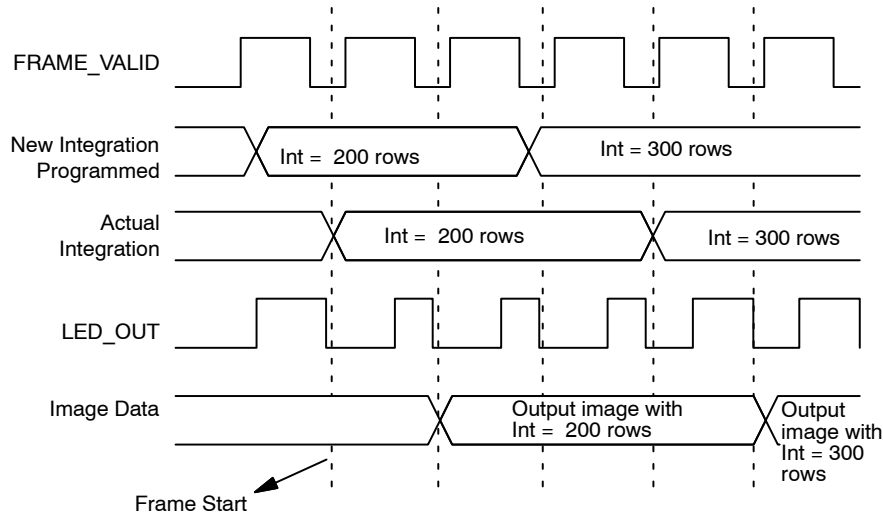 FRAME_VALID
New Integration
Programmed
Int = 200 rows
Int = 300 rows
Actual
Integration
Int = 200 rows
Int = 300 rows
LED_OUT
Image Data
Output image with
Int = 200 rows
Output
image with
Int = 300
rows
Frame Start